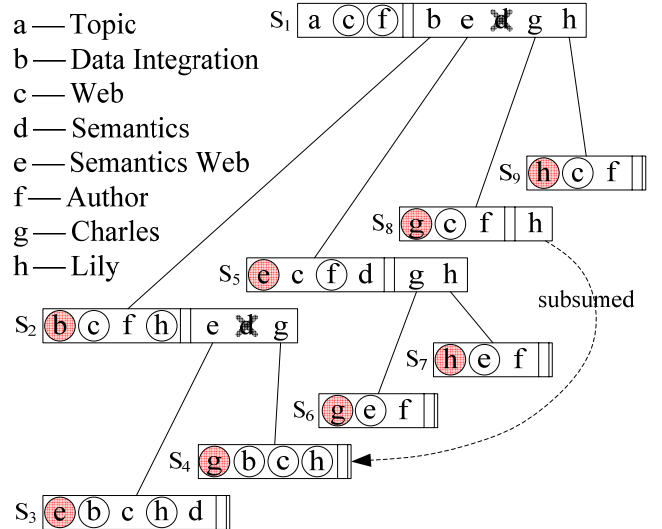 S1 a c f b e d g h
a — Topic
b — Data Integration
c — Web
d — Semantics
e — Semantics Web
f — Author
g — Charles
h — Lily
S9 h c f
S8 g c f h
S5 e c f d g h
subsumed
S2 b c f h e d g
S7 h e f
S6 g e f
S4 g b c h
S3 e b c h d